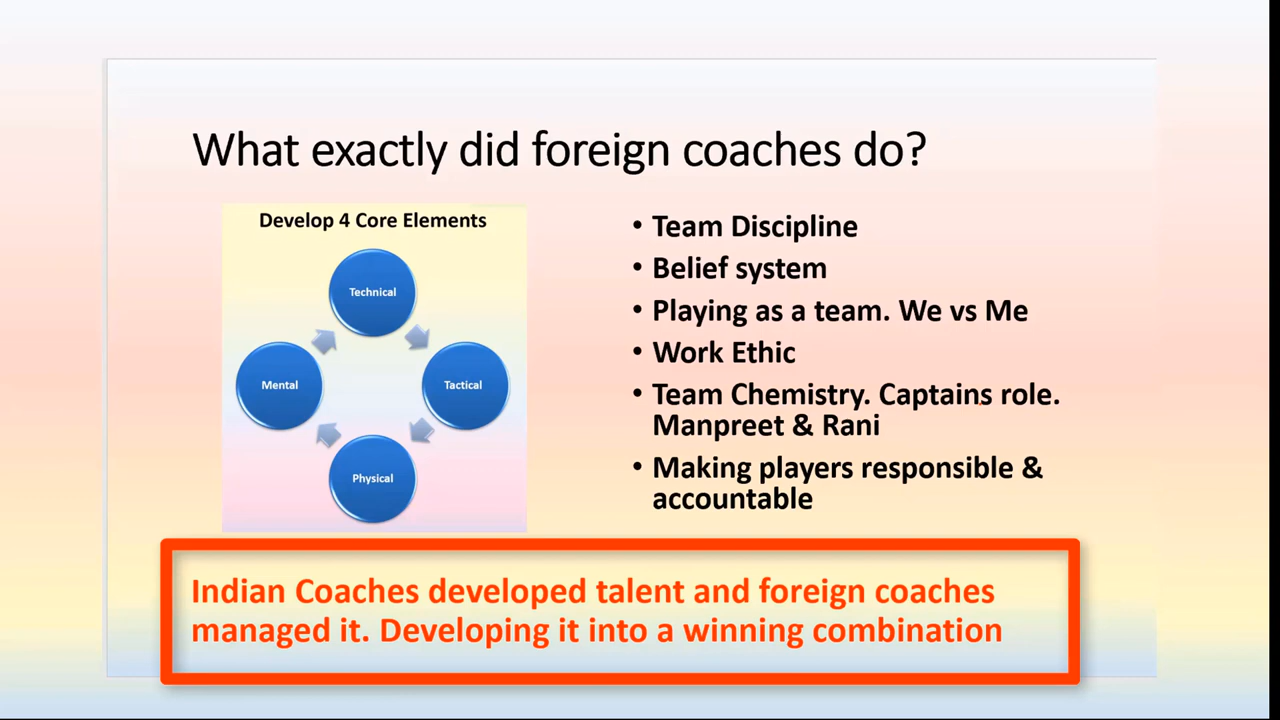 What exactly did foreign coaches do?
Develop 4 Core Elements
Technical
Tactical
Physical
Mental
• Team Discipline
• Belief system
• Playing as a team. We vs Me
• Work Ethic
• Team Chemistry. Captains role.
Manpreet & Rani
• Making players responsible &
accountable
Indian Coaches developed talent and foreign coaches
managed it. Developing it into a winning combination